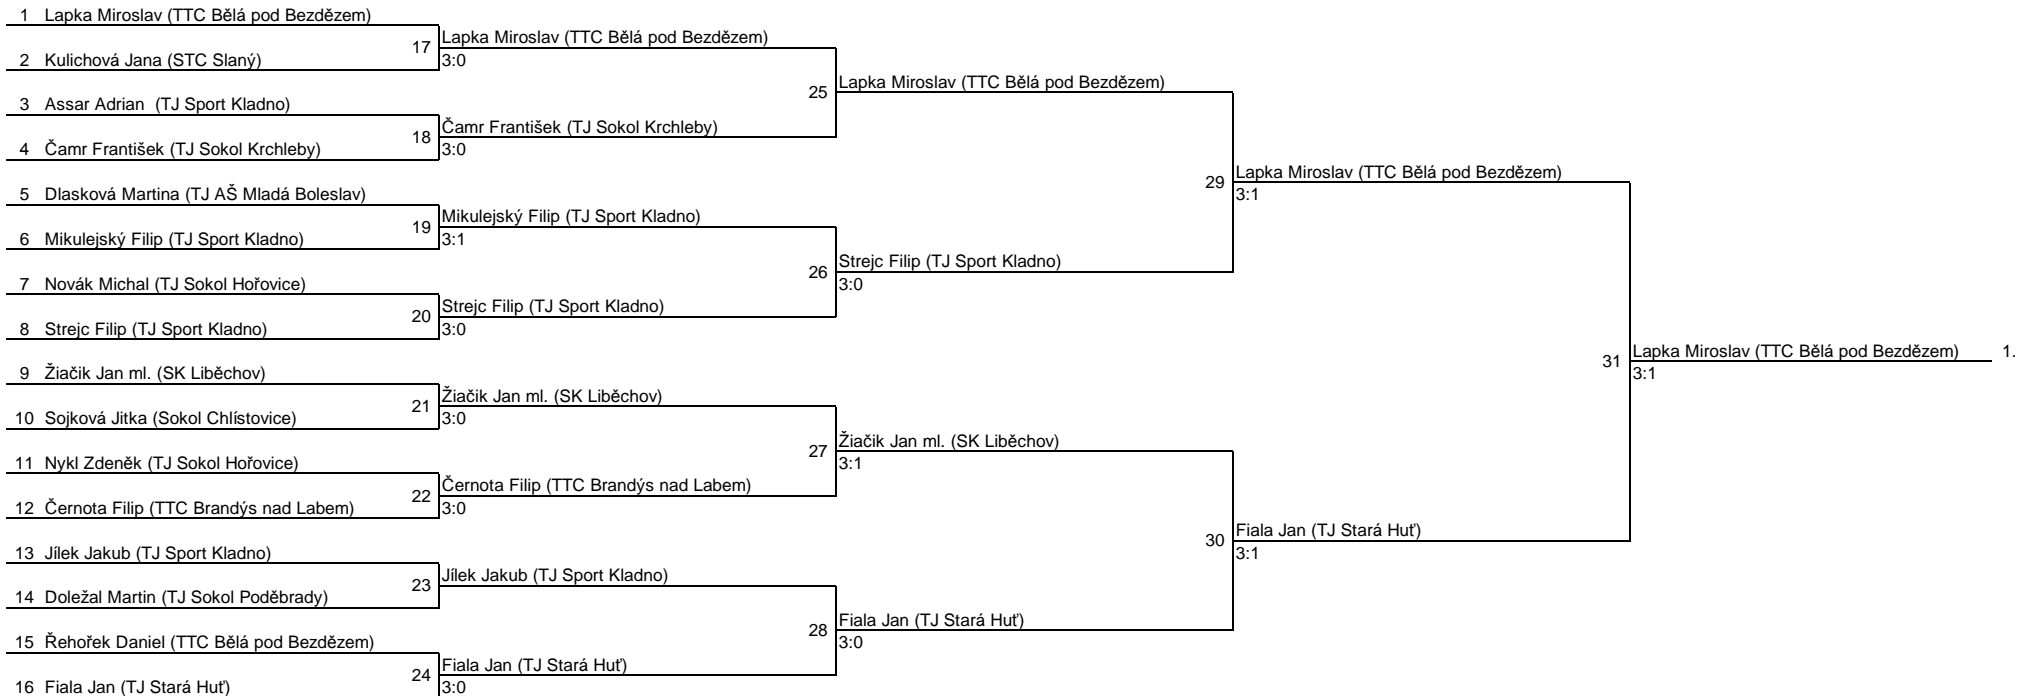 1 Lapka Miroslav (TTC Bělá pod Bezdězem)
17 Lapka Miroslav (TTC Bělá pod Bezdězem)
2 Kulichová Jana (STC Slaný)
3:0
25 Lapka Miroslav (TTC Bělá pod Bezdězem)
3 Assar Adrian (TJ Sport Kladno)
18 Čamr František (TJ Sokol Krchleby)
4 Čamr František (TJ Sokol Krchleby)
3:0
29 Lapka Miroslav (TTC Bělá pod Bezdězem)
3:1
5 Dlasková Martina (TJ AŠ Mladá Boleslav)
19 Mikulejský Filip (TJ Sport Kladno)
6 Mikulejský Filip (TJ Sport Kladno)
3:1
26 Strejc Filip (TJ Sport Kladno)
3:0
7 Novák Michal (TJ Sokol Hořovice)
20 Strejc Filip (TJ Sport Kladno)
8 Strejc Filip (TJ Sport Kladno)
3:0
31 Lapka Miroslav (TTC Bělá pod Bezdězem) 1.
3:1
9 Žiačik Jan ml. (SK Liběchov)
21 Žiačik Jan ml. (SK Liběchov)
10 Sojková Jitka (Sokol Chlístovice)
3:0
27 Žiačik Jan ml. (SK Liběchov)
3:1
11 Nykl Zdeněk (TJ Sokol Hořovice)
22 Černota Filip (TTC Brandýs nad Labem)
12 Černota Filip (TTC Brandýs nad Labem)
3:0
30 Fiala Jan (TJ Stará Huť)
3:1
13 Jílek Jakub (TJ Sport Kladno)
23 Jílek Jakub (TJ Sport Kladno)
14 Doležal Martin (TJ Sokol Poděbrady)
28 Fiala Jan (TJ Stará Huť)
3:0
15 Řehořek Daniel (TTC Bělá pod Bezdězem)
24 Fiala Jan (TJ Stará Huť)
16 Fiala Jan (TJ Stará Huť)
3:0